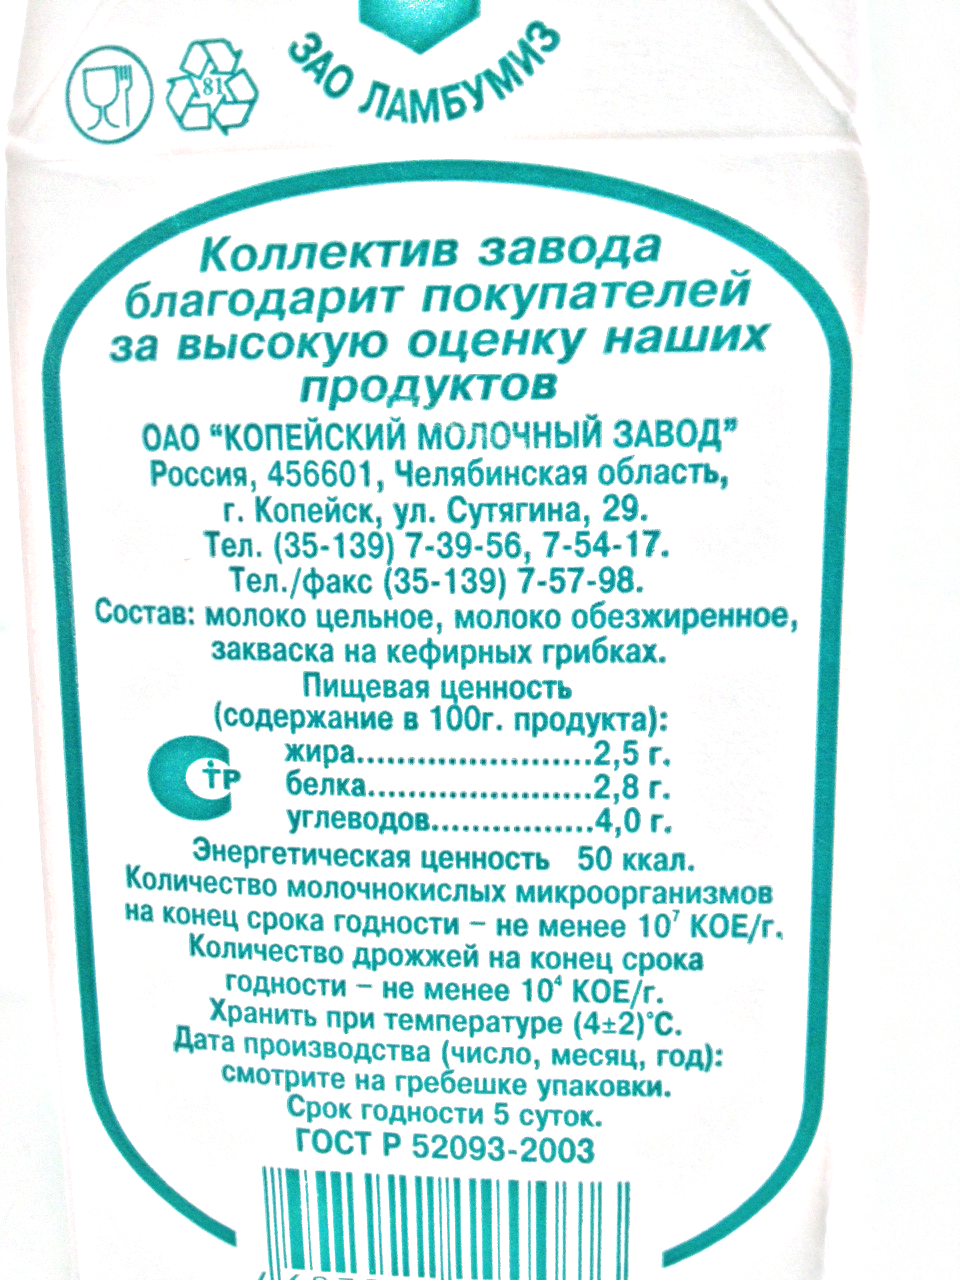 ЗАО ЛАМБУМИЗ
81
Коллектив завода
благодарит покупателей
за высокую оценку наших
продуктов
ОАО "КОПЕЙСКИЙ МОЛОЧНЫЙ ЗАВОД"
Россия, 456601, Челябинская область,
г. Копейск, ул. Сутягина, 29.
Тел. (35-139) 7-39-56, 7-54-17.
Тел./факс (35-139) 7-57-98.
Состав: молоко цельное, молоко обезжиренное,
закваска на кефирных грибках.
Пищевая ценность
(содержание в 100г. продукта):
жира.......................2,5 г.
белка......................2,8 г.
углеводов................4,0 г.
тР
Энергетическая ценность 50 ккал.
Количество молочнокислых микроорганизмов
на конец срока годности – не менее 10⁷ КОЕ/г.
Количество дрожжей на конец срока
годности – не менее 10⁴ КОЕ/г.
Хранить при температуре (4±2)°С.
Дата производства (число, месяц, год):
смотрите на гребешке упаковки.
Срок годности 5 суток.
ГОСТ Р 52093-2003